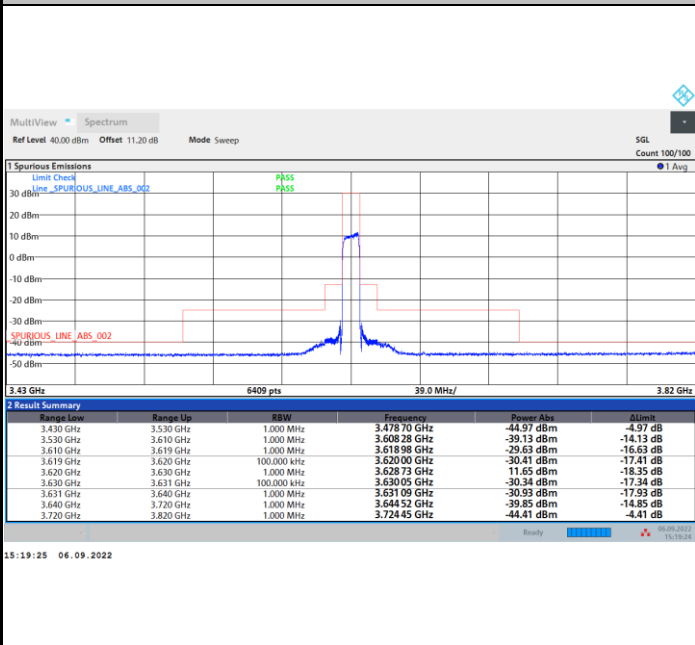 MultiView Spectrum
Ref Level 40.00 dBm Offset 11.20 dB Mode Sweep SGL
Count 100/100
1 Spurious Emissions 1 Avg
Limit Check PASS
Line _SPURIOUS_LINE_ABS_002 PASS
30 dBm
20 dBm
10 dBm
0 dBm
-10 dBm
-20 dBm
-30 dBm
_SPURIOUS_LINE_ABS_002
-40 dBm
-50 dBm
3.43 GHz 6409 pts 39.0 MHz/ 3.82 GHz
2 Result Summary
Range Low Range Up RBW Frequency Power Abs ΔLimit
3.430 GHz 3.530 GHz 1.000 MHz 3.478 70 GHz -44.97 dBm -4.97 dB
3.530 GHz 3.610 GHz 1.000 MHz 3.608 28 GHz -39.13 dBm -14.13 dB
3.610 GHz 3.619 GHz 1.000 MHz 3.618 98 GHz -29.63 dBm -16.63 dB
3.619 GHz 3.620 GHz 100.000 kHz 3.620 00 GHz -30.41 dBm -17.41 dB
3.620 GHz 3.630 GHz 1.000 MHz 3.628 73 GHz 11.65 dBm -18.35 dB
3.630 GHz 3.631 GHz 100.000 kHz 3.630 05 GHz -30.34 dBm -17.34 dB
3.631 GHz 3.640 GHz 1.000 MHz 3.631 09 GHz -30.93 dBm -17.93 dB
3.640 GHz 3.720 GHz 1.000 MHz 3.644 52 GHz -39.85 dBm -14.85 dB
3.720 GHz 3.820 GHz 1.000 MHz 3.724 45 GHz -44.41 dBm -4.41 dB
Ready 06.09.2022
15:19:24
15:19:25 06.09.2022